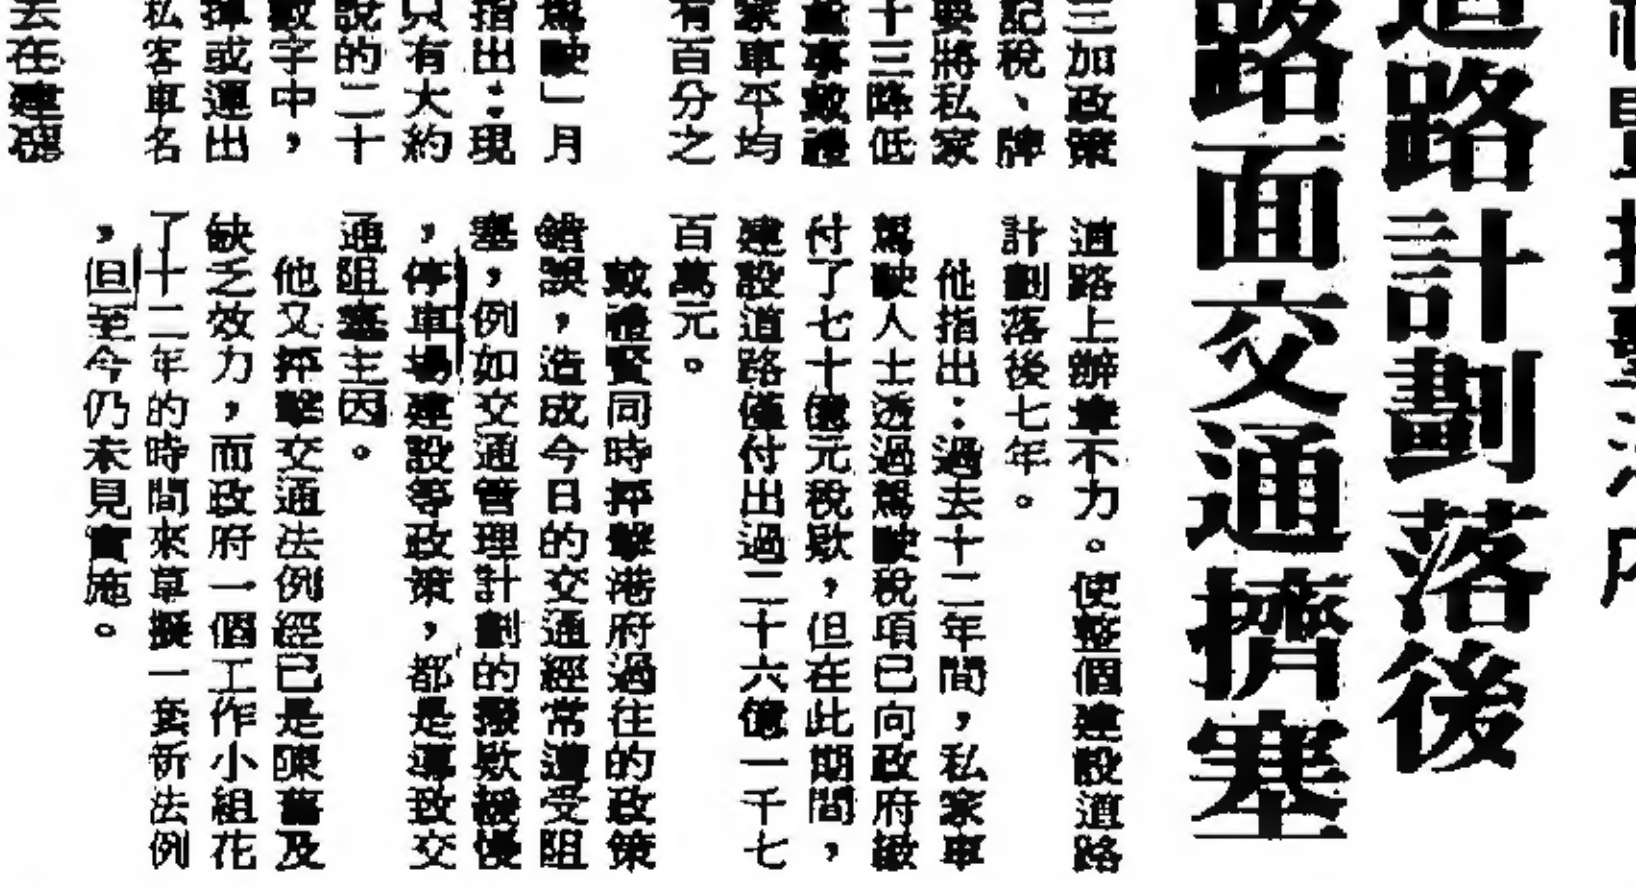 道路計劃落後
路面交通擠塞
三加政策
記稅、牌
要將私家
十三降低
家車平均
有百分之
駕駛」月
指出：現
只有大約
說的二十
數字中，
揮或運出
私客車名
去在建
道路上辦事不力。使整個建設道路
計劃落後七年。
他指出：過去十二年間，私家車
駕駛人士透過駕駛稅項已向政府繳
付了七十億元稅款，但在此期間，
建設道路僅付出過二十六億一千七
百萬元。
戴禮賢同時抨擊港府過往的政策
錯誤，造成今日的交通經常遭受阻
塞，例如交通管理計劃的撥款緩慢
，停車場建設等政策，都是導致交
通阻塞主因。
他又抨擊交通法例經已是陳舊及
缺乏效力，而政府一個工作小組花
了十二年的時間來草擬一套新法例
，但至今仍未見實施。